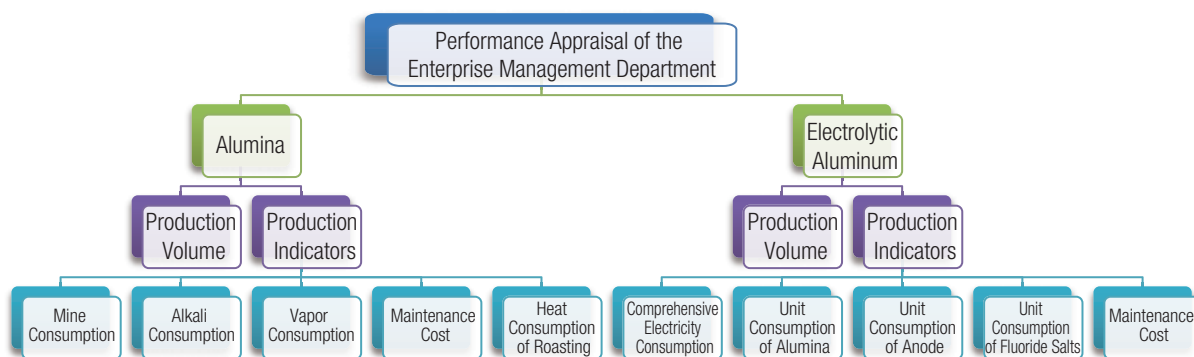 Performance Appraisal of the
Enterprise Management Department
Alumina
Electrolytic
Aluminum
Production
Volume
Production
Indicators
Production
Volume
Production
Indicators
Mine
Consumption
Alkali
Consumption
Vapor
Consumption
Maintenance
Cost
Heat
Consumption
of Roasting
Comprehensive
Electricity
Consumption
Unit
Consumption
of Alumina
Unit
Consumption
of Anode
Unit
Consumption
of Fluoride Salts
Maintenance
Cost